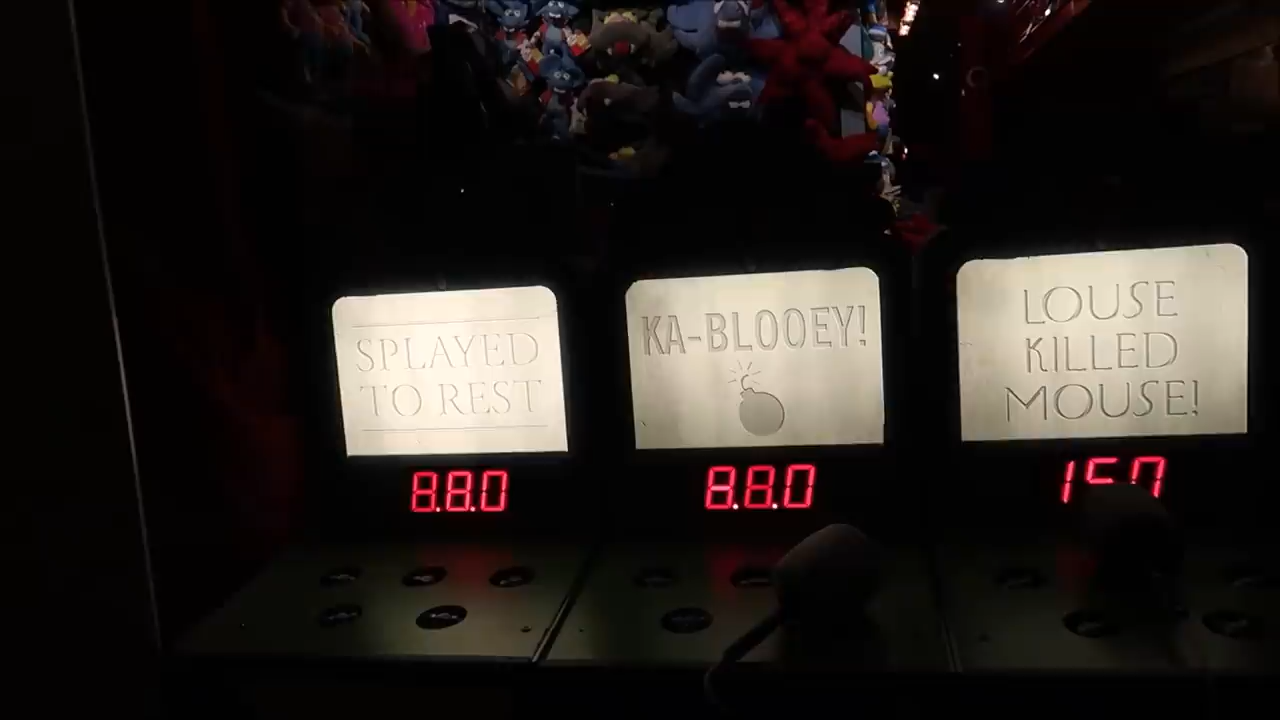 SPLAYED
TO REST
8.8.0
KA-BLOOEY!
8.8.0
LOUSE
KILLED
MOUSE!